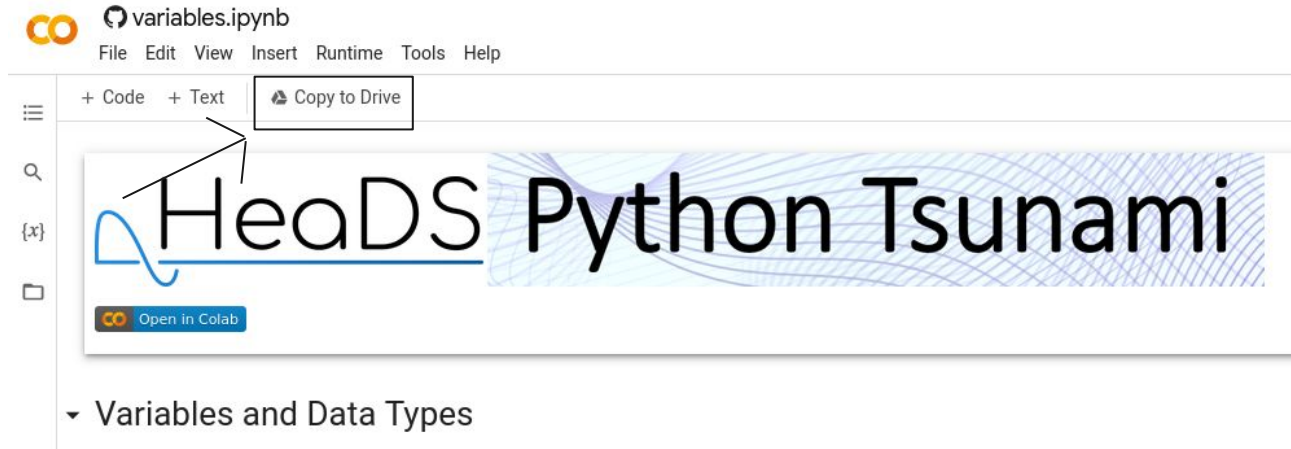 CO variables.ipynb
File Edit View Insert Runtime Tools Help
+ Code + Text Copy to Drive
{x}
HeaDS Python Tsunami
CO Open in Colab
Variables and Data Types